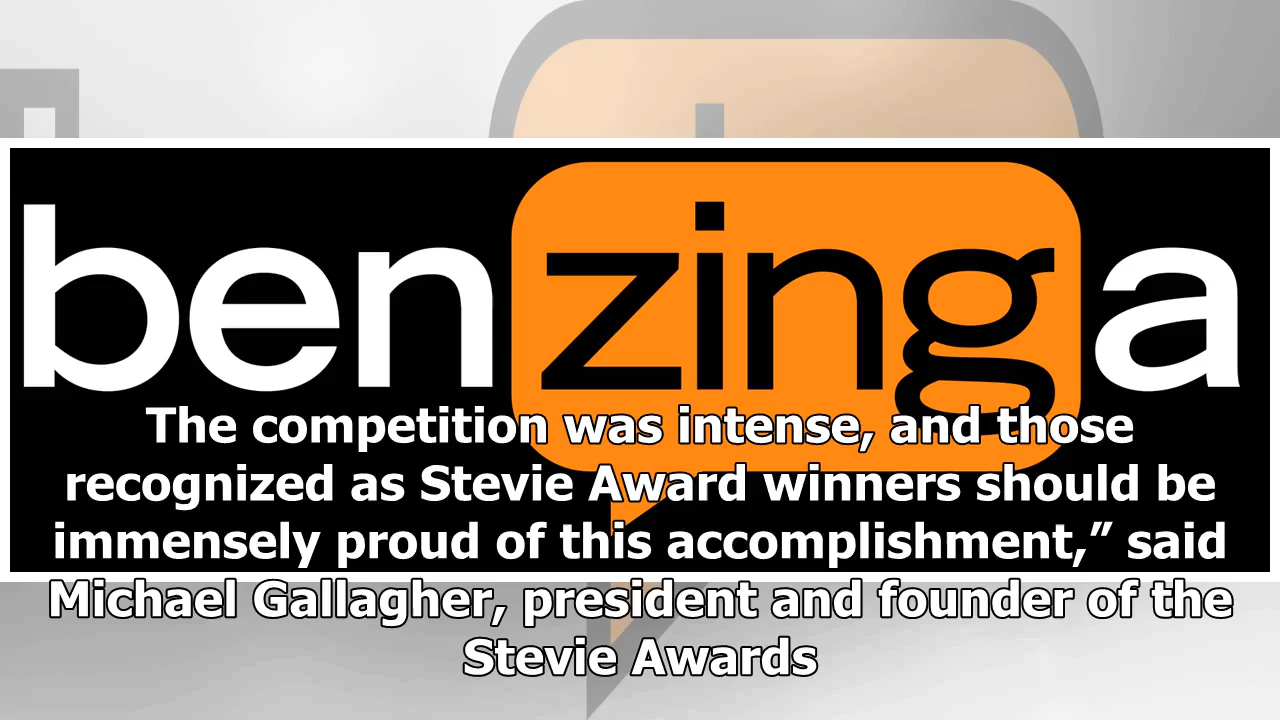 benzinga
The competition was intense, and those
recognized as Stevie Award winners should be
immensely proud of this accomplishment,” said
Michael Gallagher, president and founder of the
Stevie Awards